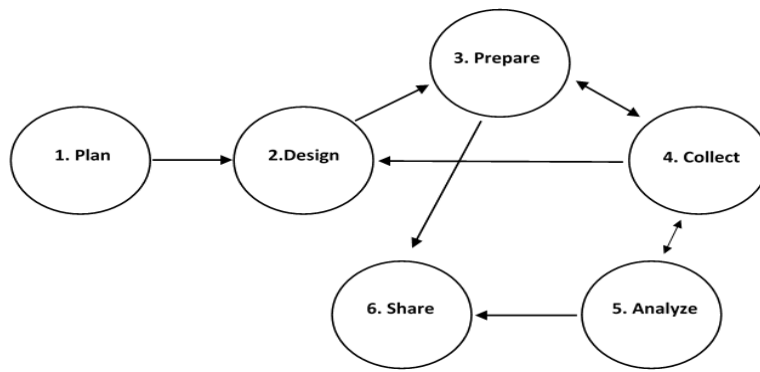 3. Prepare
1. Plan
2.Design
4. Collect
6. Share
5. Analyze